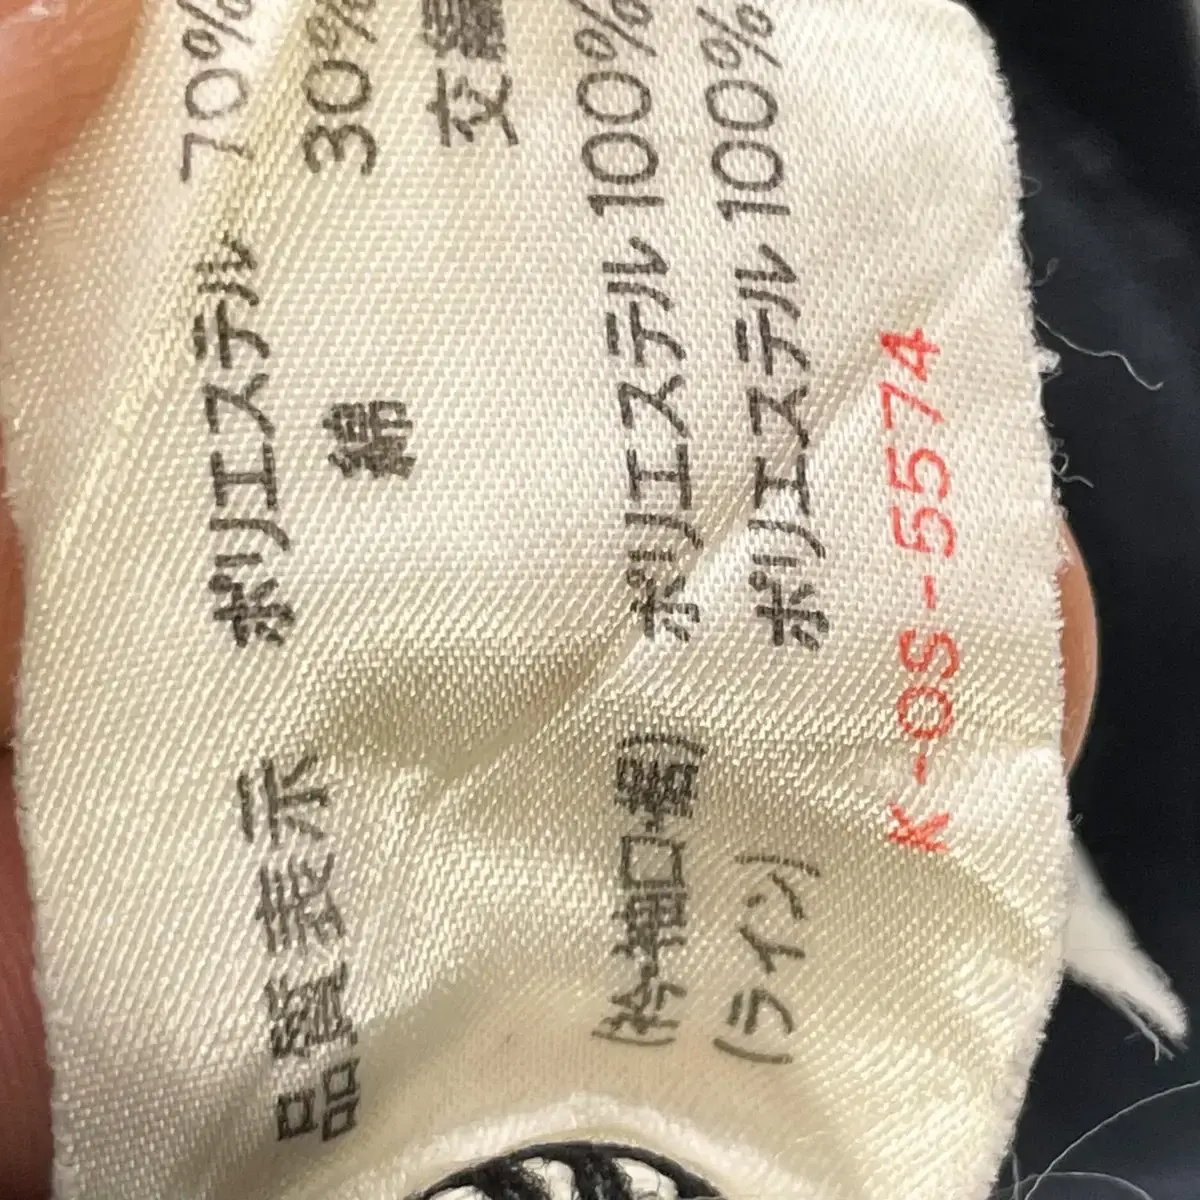 品質表示 ポリエステル 70%
綿 30%
交編
(衿・袖口・裾) ポリエステル 100%
(ライン) ポリエステル 100%
K-OS-5574